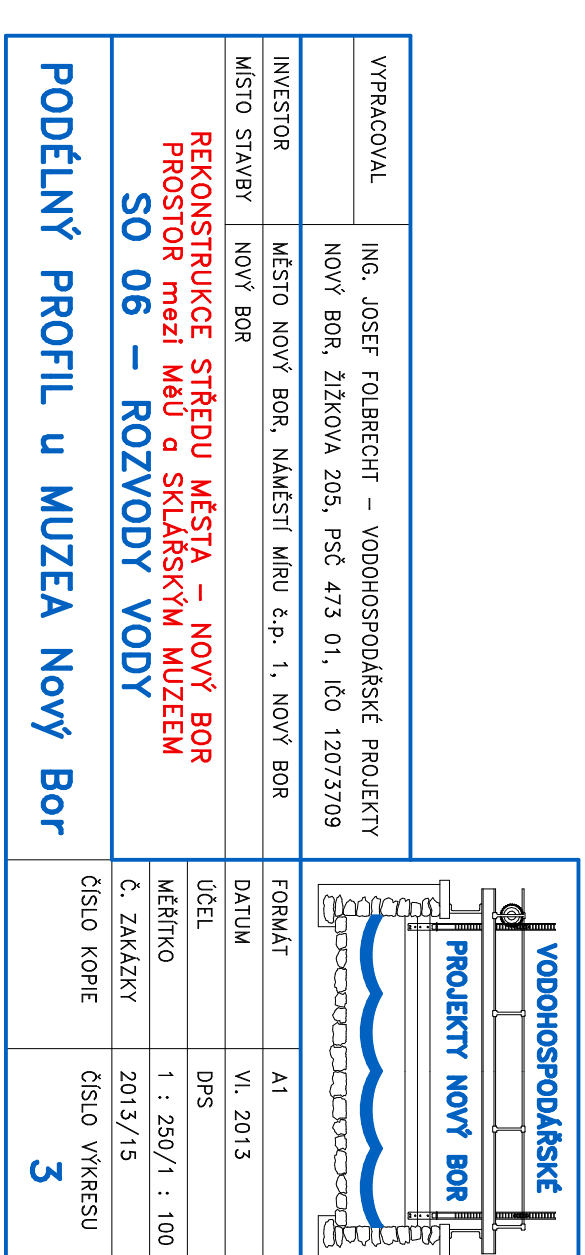 VODOHOSPODÁŘSKÉ
PROJEKTY NOVÝ BOR
VYPRACOVAL
ING. JOSEF FOLBRECHT – VODOHOSPODÁŘSKÉ PROJEKTY
NOVÝ BOR, ŽIŽKOVA 205, PSČ 473 01, IČO 12073709
INVESTOR
MĚSTO NOVÝ BOR, NÁMĚSTÍ MÍRU č.p. 1, NOVÝ BOR
MÍSTO STAVBY
NOVÝ BOR
REKONSTRUKCE STŘEDU MĚSTA – NOVÝ BOR
PROSTOR mezi MěÚ a SKLÁŘSKÝM MUZEEM
SO 06 – ROZVODY VODY
PODÉLNÝ PROFIL u MUZEA Nový Bor
FORMÁT
A1
DATUM
VI. 2013
ÚČEL
DPS
MĚŘÍTKO
1 : 250/1 : 100
Č. ZAKÁZKY
2013/15
ČÍSLO KOPIE
ČÍSLO VÝKRESU
3